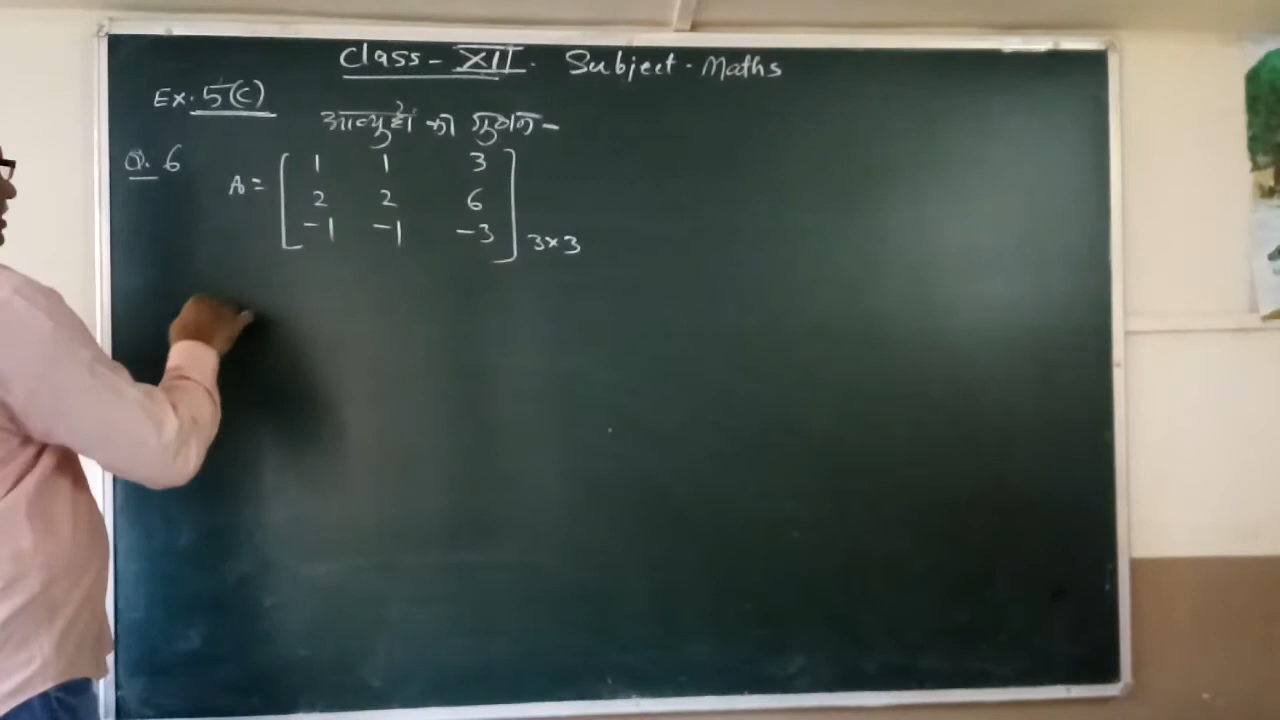 Class - XII. Subject - Maths
Ex. 5(C)
आव्यूहों का गुणन -
Q. 6 A = [ 1 1 3
2 2 6
-1 -1 -3 ] 3×3